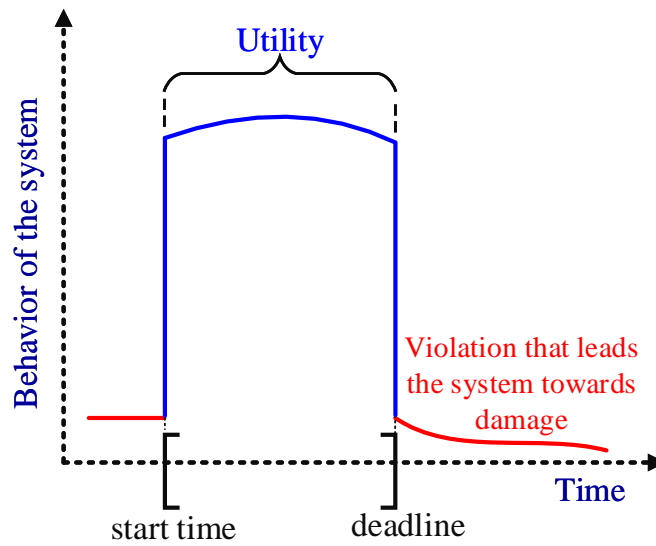 Utility
Behavior of the system
Violation that leads
the system towards
damage
Time
start time
deadline